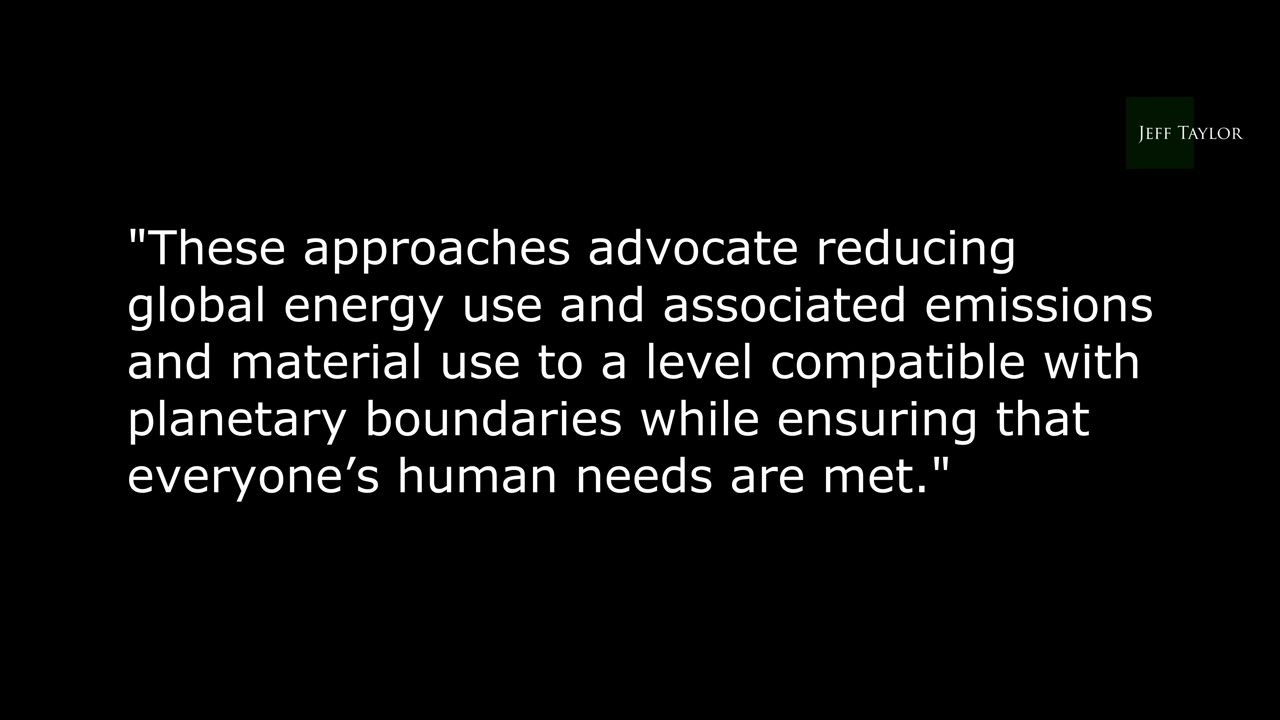 Jeff Taylor
"These approaches advocate reducing
global energy use and associated emissions
and material use to a level compatible with
planetary boundaries while ensuring that
everyone’s human needs are met."